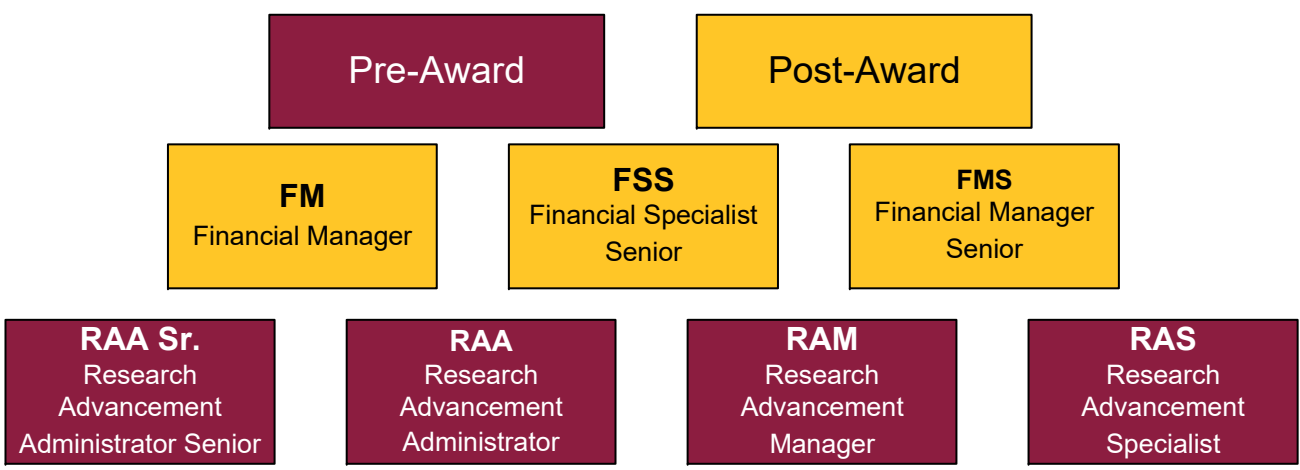 Pre-Award
Post-Award
FM
Financial Manager
FSS
Financial Specialist
Senior
FMS
Financial Manager
Senior
RAA Sr.
Research
Advancement
Administrator Senior
RAA
Research
Advancement
Administrator
RAM
Research
Advancement
Manager
RAS
Research
Advancement
Specialist